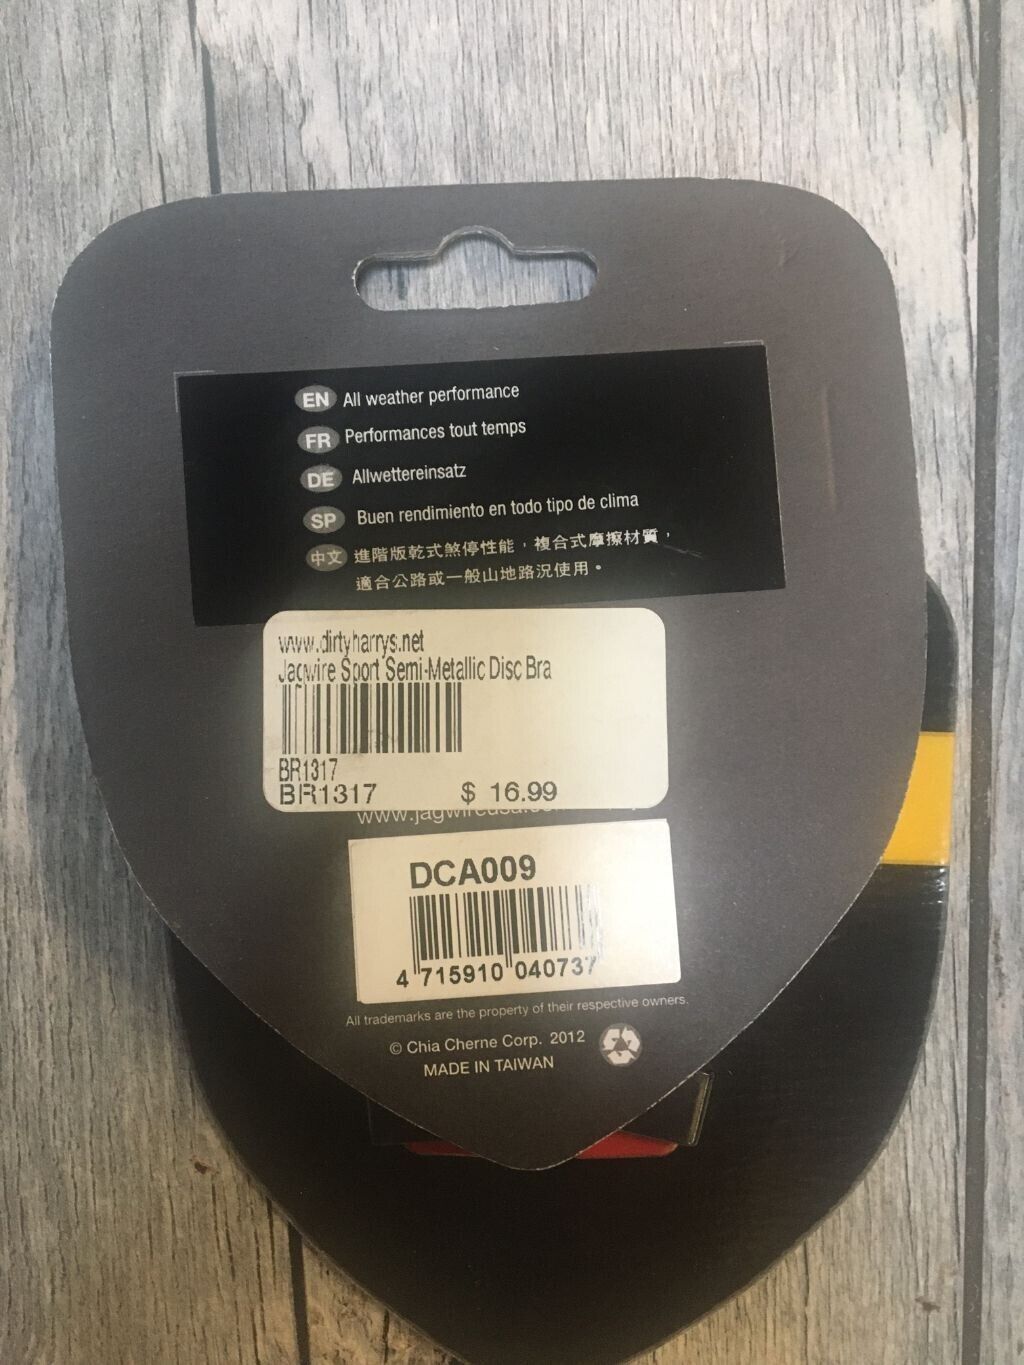 EN All weather performance
FR Performances tout temps
DE Allwettereinsatz
SP Buen rendimiento en todo tipo de clima
中文 進階版乾式煞停性能，複合式摩擦材質，
適合公路或一般山地路況使用。
www.dirtyharrys.net
Jagwire Sport Semi-Metallic Disc Bra
BR1317
BR1317 $ 16.99
DCA009
4 715910 040737
All trademarks are the property of their respective owners.
© Chia Cherne Corp. 2012
MADE IN TAIWAN